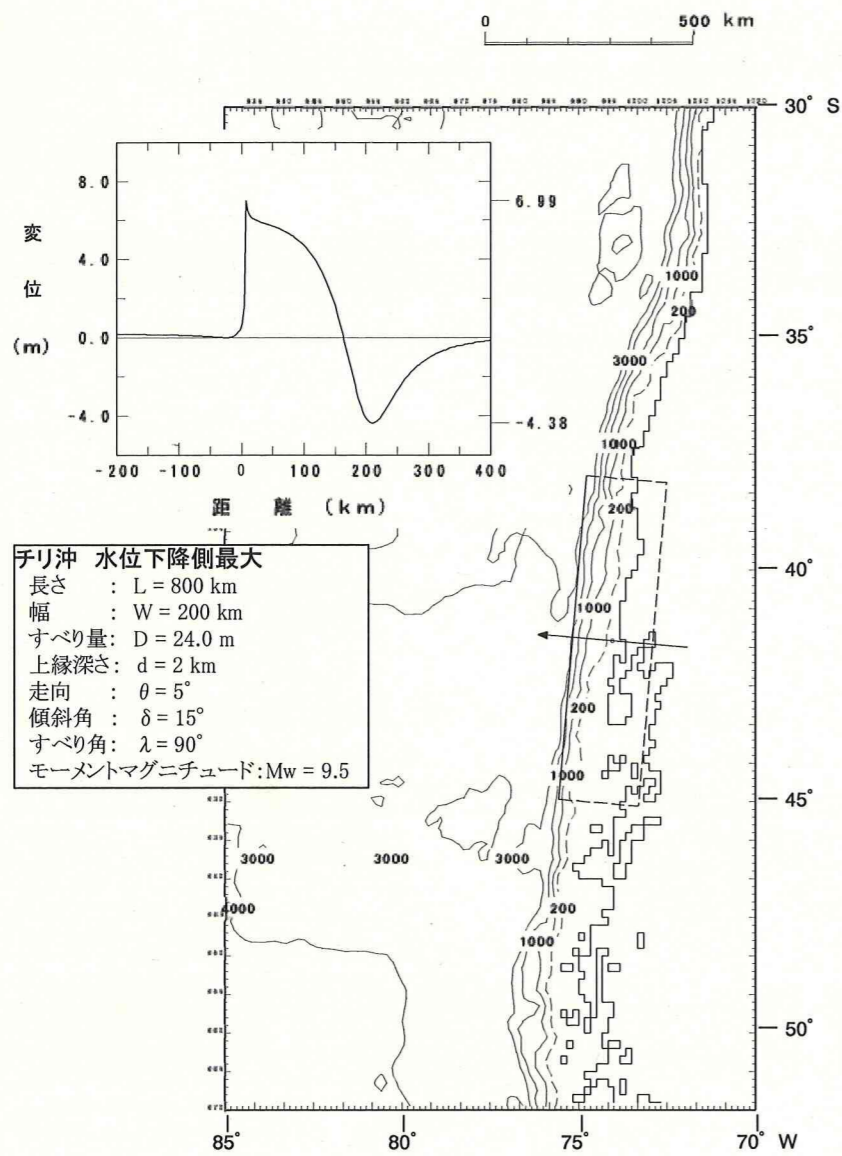 0 500 km
30° S
8.0
6.99
変
4.0
位
1000
200
(m)
0.0
35°
3000
-4.0
-4.38
1000
-200 -100 0 100 200 300 400
距 離 (km)
200
チリ沖 水位下降側最大
長さ : L = 800 km
幅 : W = 200 km
すべり量: D = 24.0 m
上縁深さ: d = 2 km
走向 : θ = 5°
傾斜角 : δ = 15°
すべり角: λ = 90°
モーメントマグニチュード:Mw = 9.5
40°
1000
200
1000
45°
3000 3000 3000
4000
200
1000
50°
85° 80° 75° 70° W